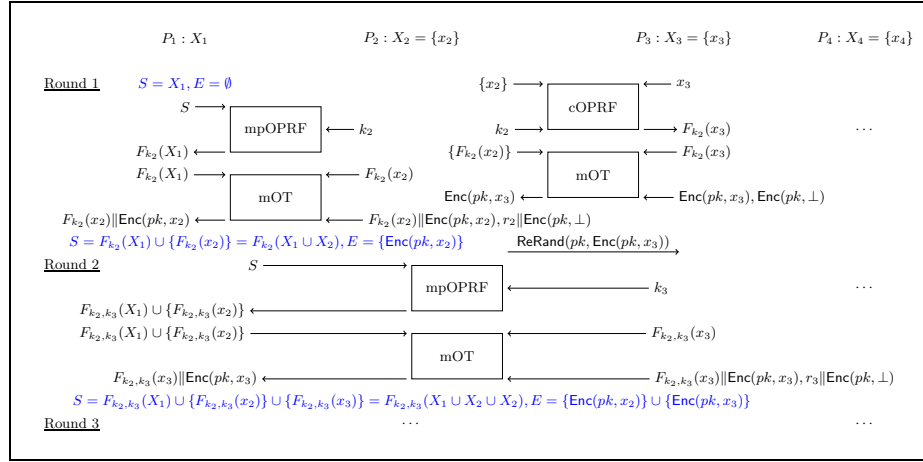 P₁ : X₁ P₂ : X₂ = {x₂} P₃ : X₃ = {x₃} P₄ : X₄ = {x₄}
Round 1 S = X₁, E = ∅ {x₂} x₃
S cOPRF
mpOPRF k₂ k₂ F_{k₂}(x₃) ⋯
F_{k₂}(X₁) {F_{k₂}(x₂)} F_{k₂}(x₃)
F_{k₂}(X₁) F_{k₂}(x₂) mOT
mOT Enc(pk, x₃) Enc(pk, x₃), Enc(pk, ⊥)
F_{k₂}(x₂)‖Enc(pk, x₂) F_{k₂}(x₂)‖Enc(pk, x₂), r₂‖Enc(pk, ⊥)
S = F_{k₂}(X₁) ∪ {F_{k₂}(x₂)} = F_{k₂}(X₁ ∪ X₂), E = {Enc(pk, x₂)} ReRand(pk, Enc(pk, x₃))
Round 2 S
mpOPRF k₃ ⋯
F_{k₂,k₃}(X₁) ∪ {F_{k₂,k₃}(x₂)}
F_{k₂,k₃}(X₁) ∪ {F_{k₂,k₃}(x₂)} F_{k₂,k₃}(x₃)
mOT
F_{k₂,k₃}(x₃)‖Enc(pk, x₃) F_{k₂,k₃}(x₃)‖Enc(pk, x₃), r₃‖Enc(pk, ⊥)
S = F_{k₂,k₃}(X₁) ∪ {F_{k₂,k₃}(x₂)} ∪ {F_{k₂,k₃}(x₃)} = F_{k₂,k₃}(X₁ ∪ X₂ ∪ X₂), E = {Enc(pk, x₂)} ∪ {Enc(pk, x₃)}
Round 3 ⋯ ⋯